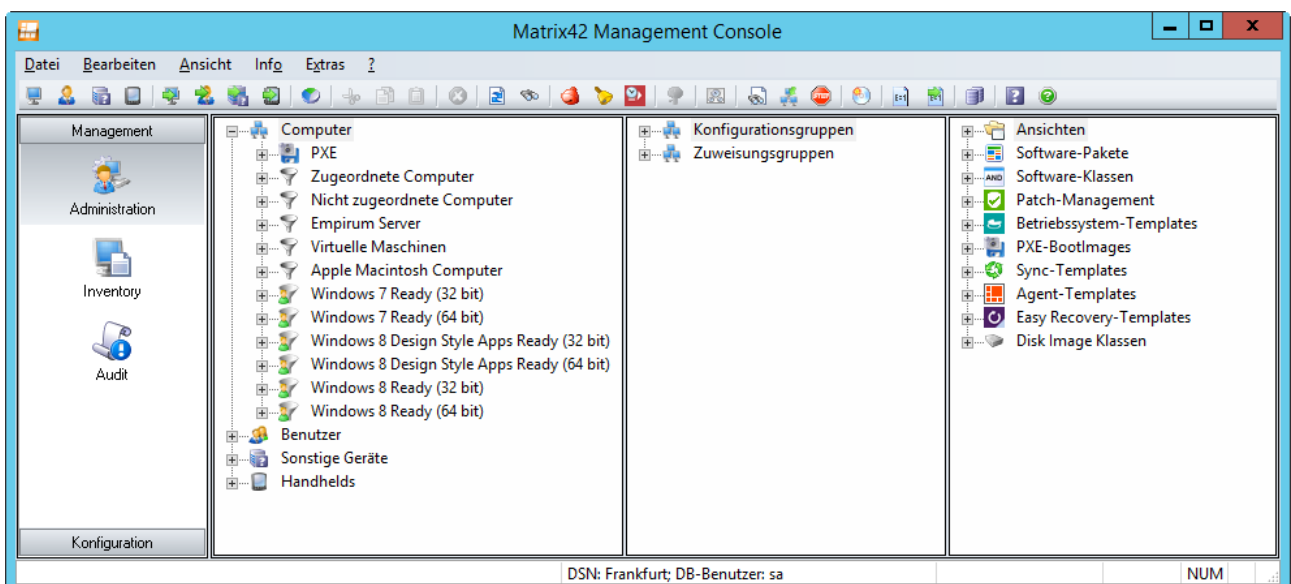 Matrix42 Management Console
Datei Bearbeiten Ansicht Info Extras ?
Management
Administration
Inventory
Audit
Konfiguration
Computer
PXE
Zugeordnete Computer
Nicht zugeordnete Computer
Empirum Server
Virtuelle Maschinen
Apple Macintosh Computer
Windows 7 Ready (32 bit)
Windows 7 Ready (64 bit)
Windows 8 Design Style Apps Ready (32 bit)
Windows 8 Design Style Apps Ready (64 bit)
Windows 8 Ready (32 bit)
Windows 8 Ready (64 bit)
Benutzer
Sonstige Geräte
Handhelds
Konfigurationsgruppen
Zuweisungsgruppen
Ansichten
Software-Pakete
AND Software-Klassen
Patch-Management
Betriebssystem-Templates
PXE-BootImages
Sync-Templates
Agent-Templates
Easy Recovery-Templates
Disk Image Klassen
DSN: Frankfurt; DB-Benutzer: sa
NUM